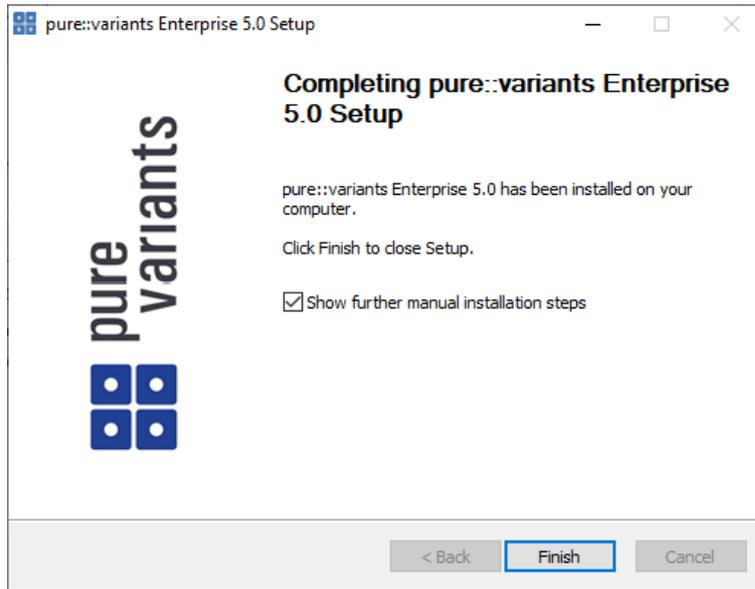 pure::variants Enterprise 5.0 Setup
Completing pure::variants Enterprise
5.0 Setup
pure
variants
pure::variants Enterprise 5.0 has been installed on your
computer.
Click Finish to close Setup.
Show further manual installation steps
< Back
Finish
Cancel